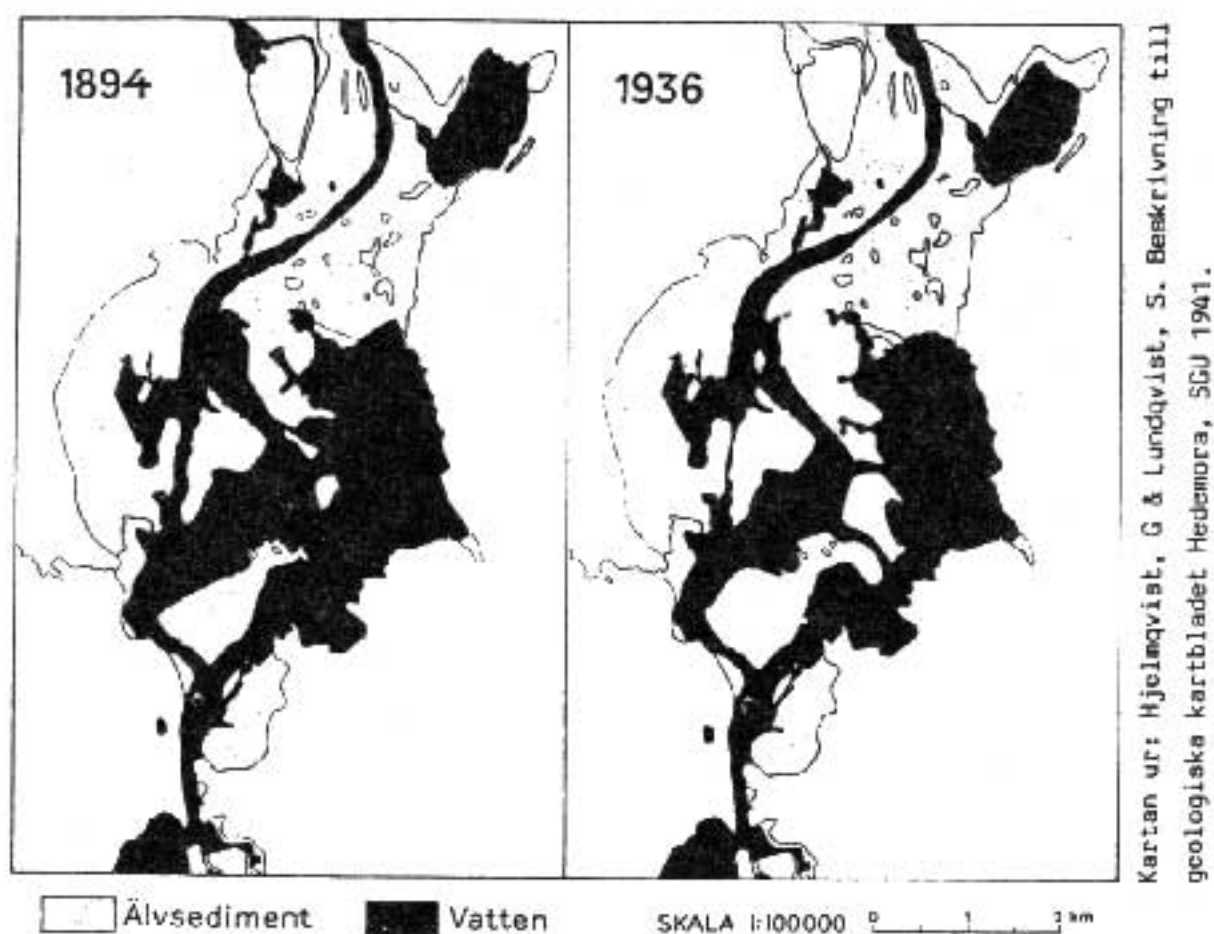 1894
1936
Älvsediment
Vatten
SKALA 1:100000 0 1 2 km
Kartan ur: Hjelmqvist, G & Lundqvist, S. Beskrivning till
geologiska kartbladet Hedemora, SGU 1941.